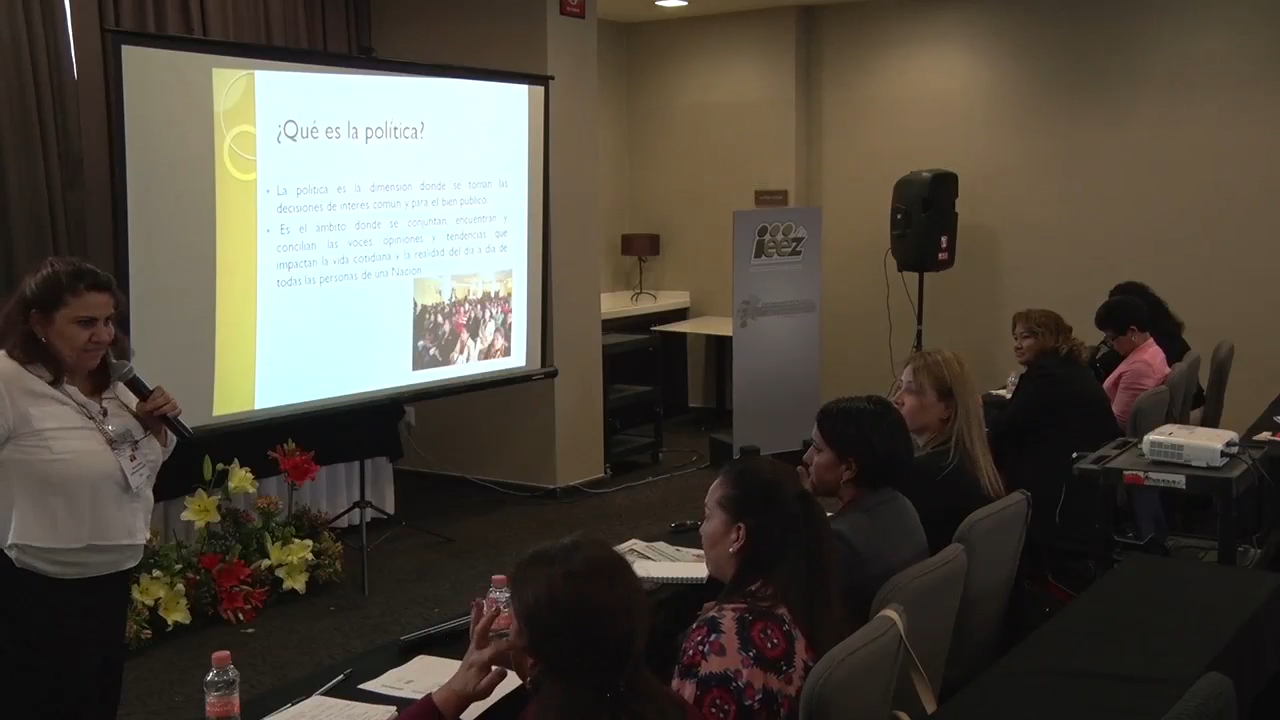 ¿Qué es la política?
• La política es la dimensión donde se toman las
decisiones de interés común y para el bien público.
• Es el ámbito donde se conjuntan, encuentran y
concilian las voces, opiniones y tendencias que
impactan la vida cotidiana y la realidad del día a día de
todas las personas de una Nación.
ieez